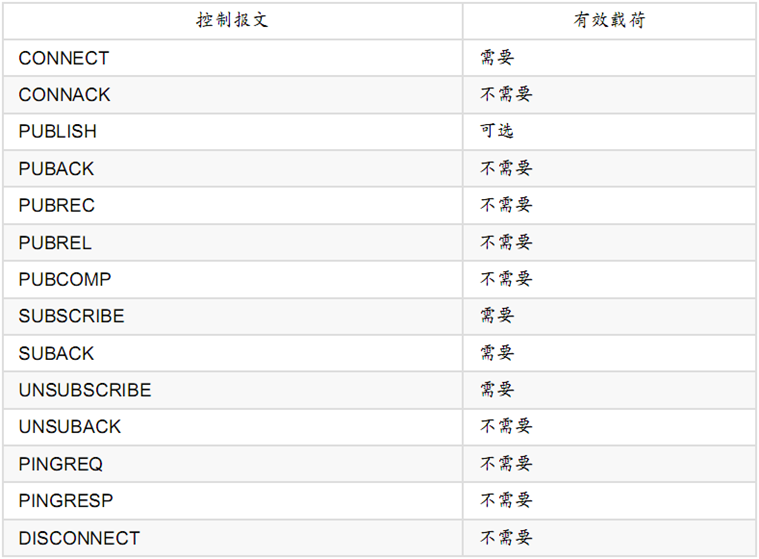 控制报文 有效载荷
CONNECT 需要
CONNACK 不需要
PUBLISH 可选
PUBACK 不需要
PUBREC 不需要
PUBREL 不需要
PUBCOMP 不需要
SUBSCRIBE 需要
SUBACK 需要
UNSUBSCRIBE 需要
UNSUBACK 不需要
PINGREQ 不需要
PINGRESP 不需要
DISCONNECT 不需要